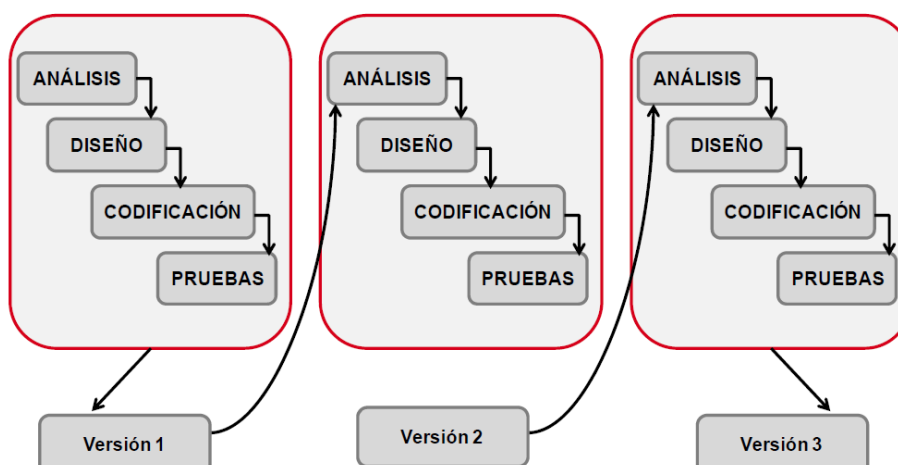 ANÁLISIS
DISEÑO
CODIFICACIÓN
PRUEBAS
Versión 1
ANÁLISIS
DISEÑO
CODIFICACIÓN
PRUEBAS
Versión 2
ANÁLISIS
DISEÑO
CODIFICACIÓN
PRUEBAS
Versión 3